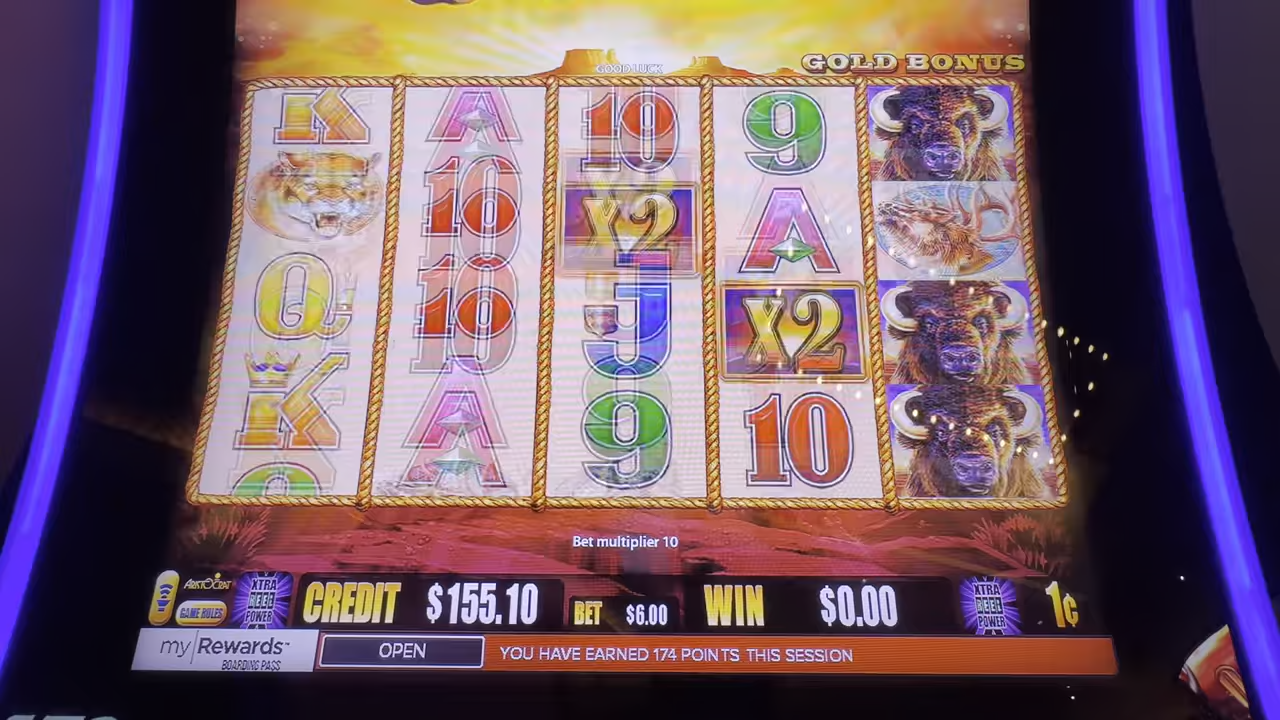 GOOD LUCK
GOLD BONUS
K A 10 9
10 X2 A
Q 10 J X2
K A 9 10
9
Bet multiplier 10
ARISTOCRAT
GAME RULES
XTRA REEL POWER
CREDIT $155.10
BET $6.00
WIN $0.00
XTRA REEL POWER
1¢
my|Rewards™
BOARDING PASS
OPEN
YOU HAVE EARNED 174 POINTS THIS SESSION